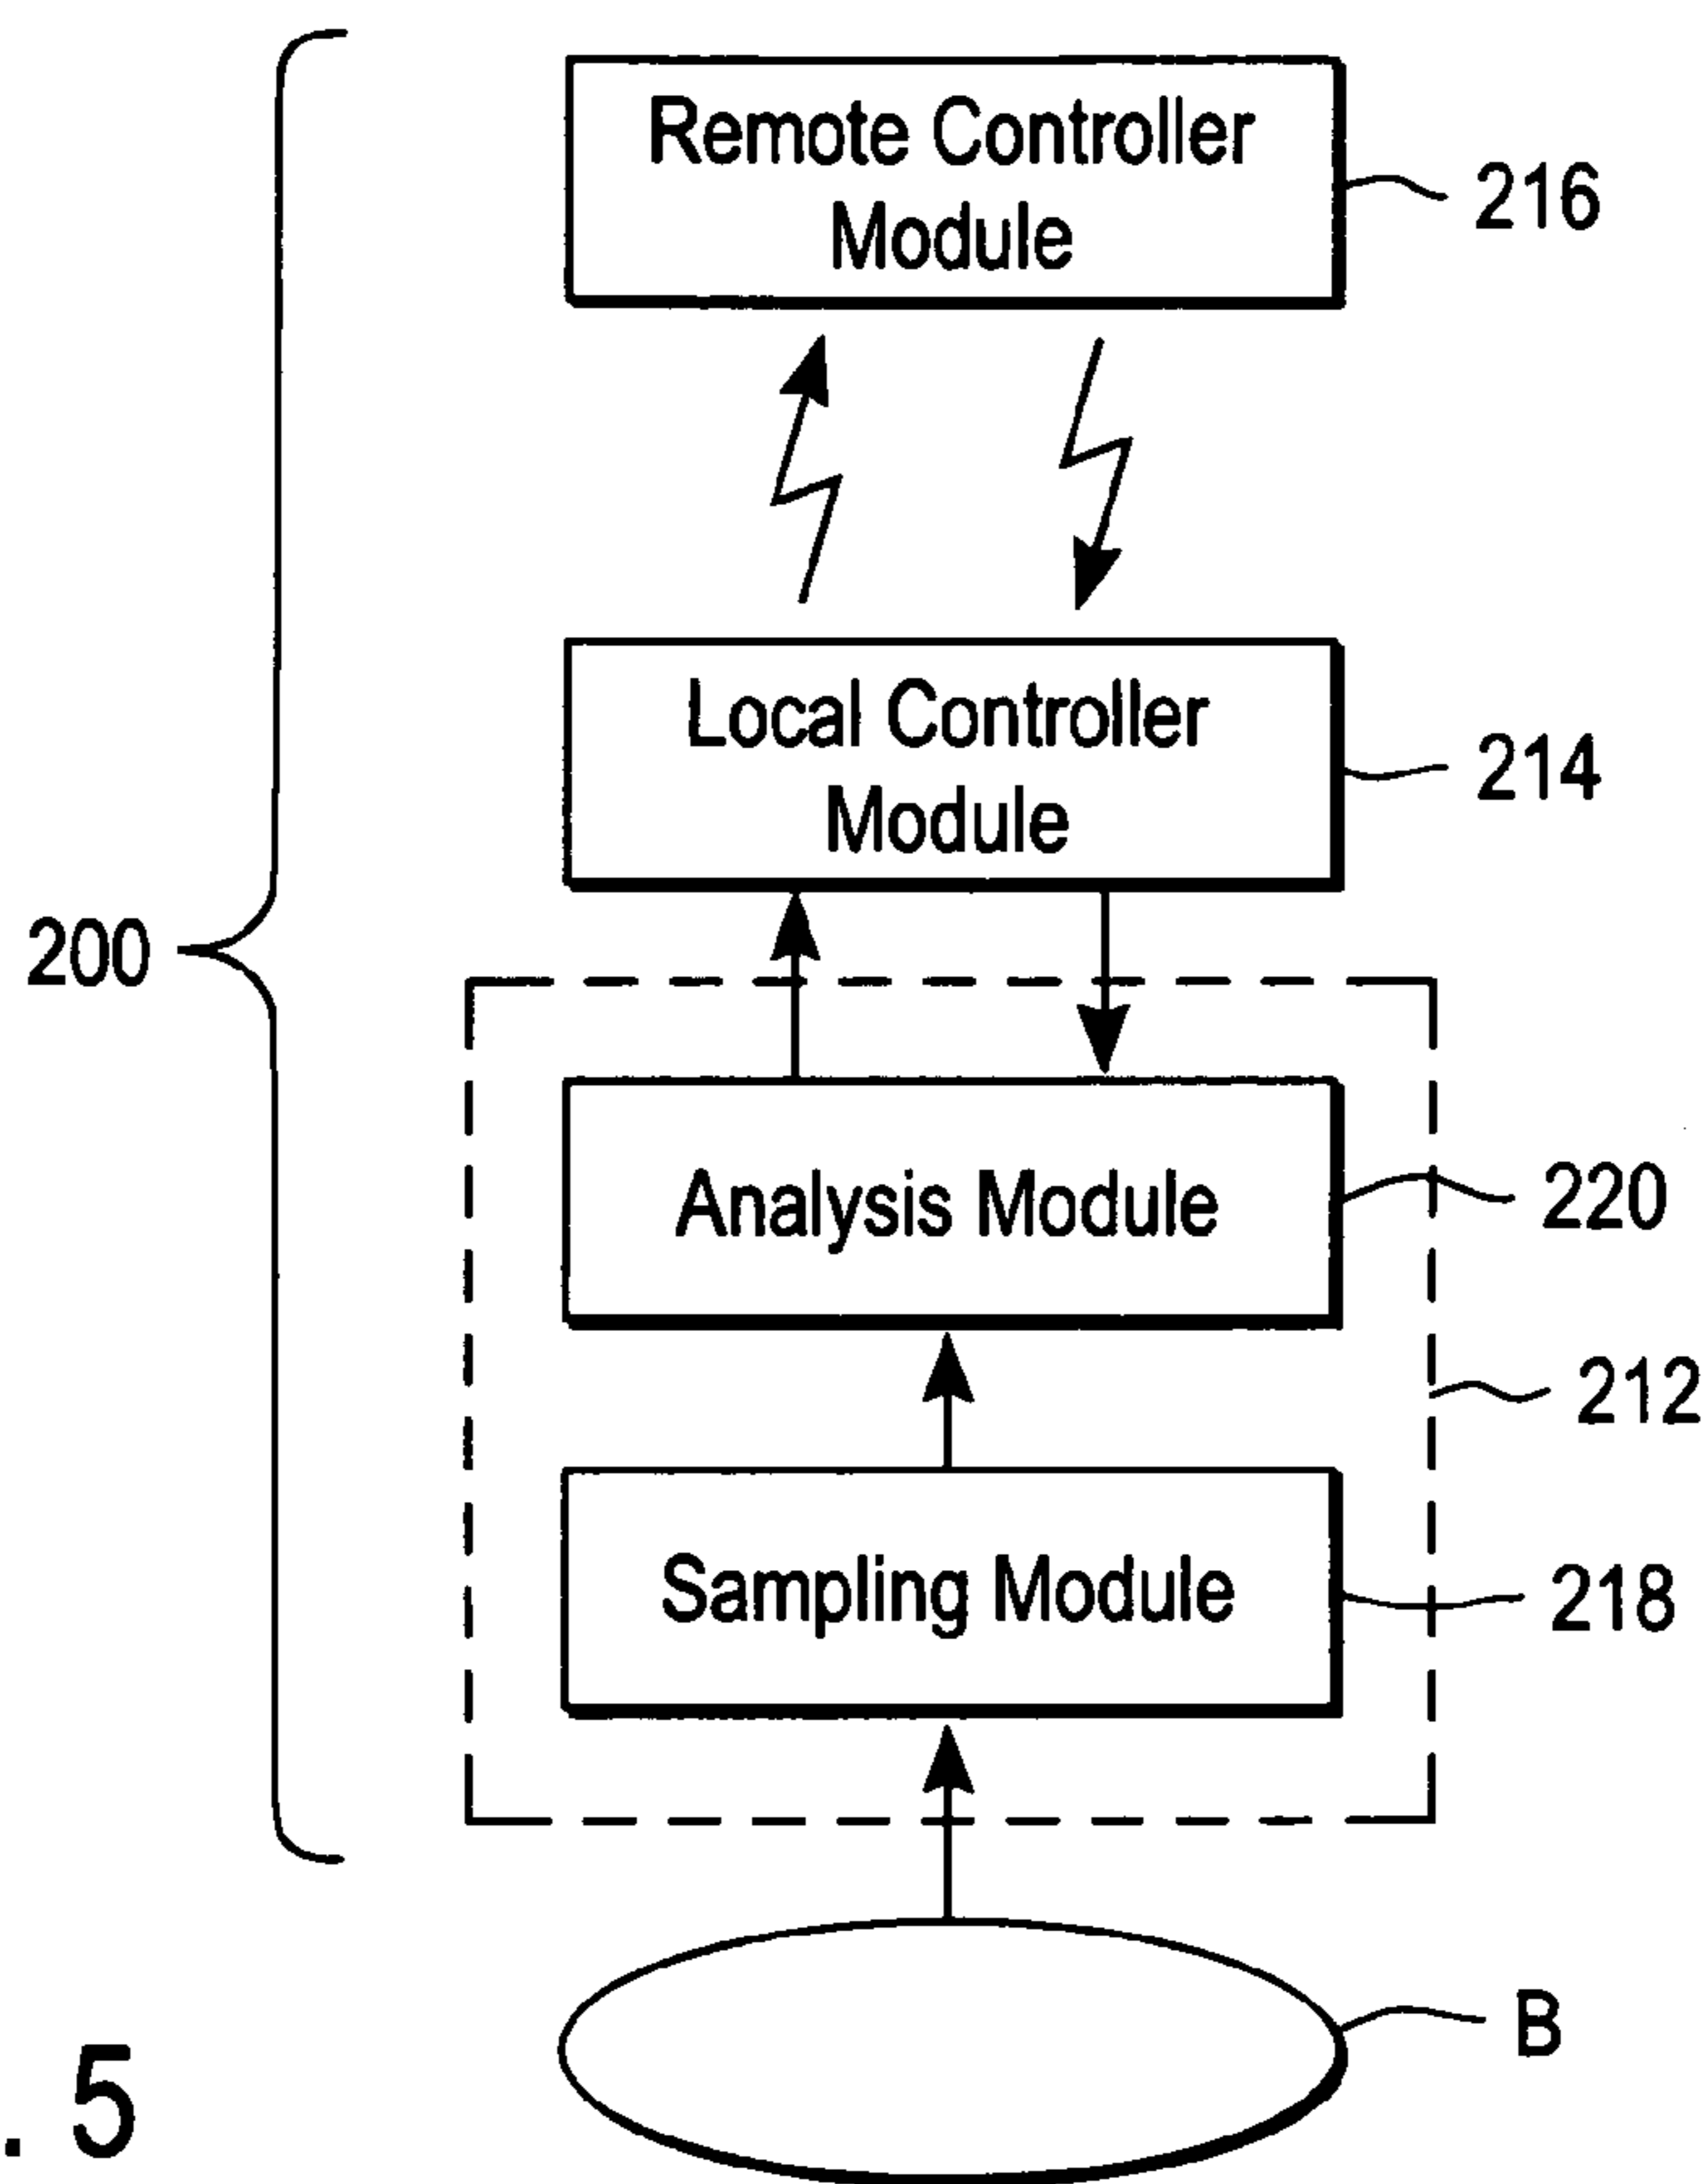 Remote Controller
Module
216
Local Controller
Module
214
200
Analysis Module
220
212
Sampling Module
218
B
. 5